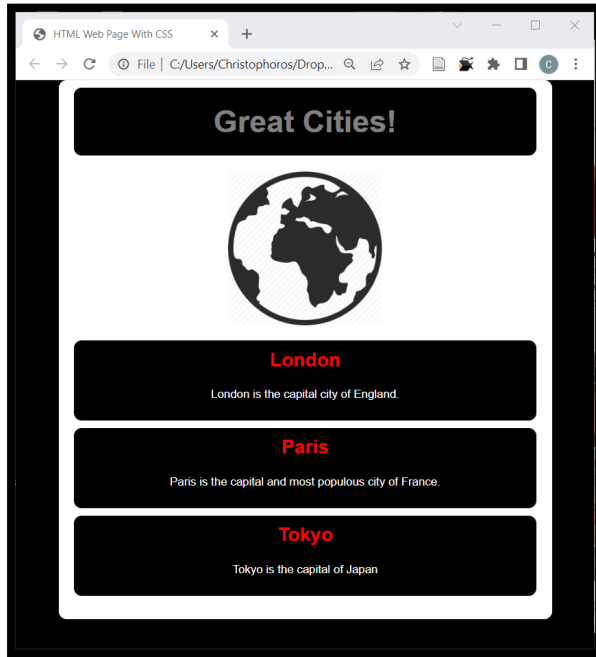 HTML Web Page With CSS
File | C:/Users/Christophoros/Drop...
C
Great Cities!
London
London is the capital city of England.
Paris
Paris is the capital and most populous city of France.
Tokyo
Tokyo is the capital of Japan